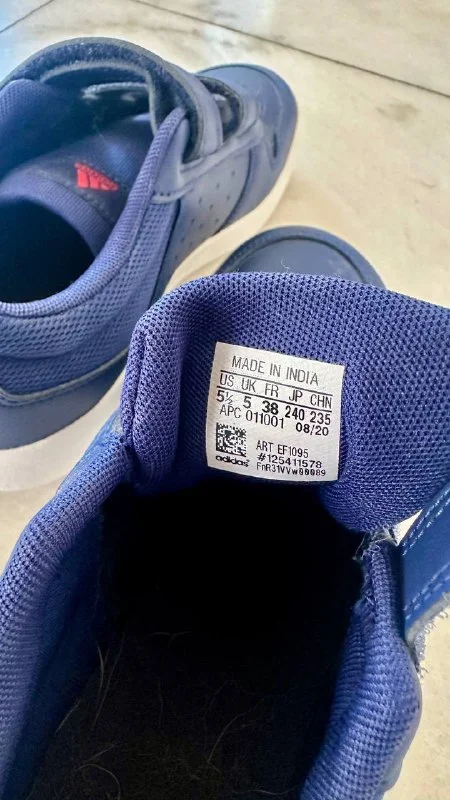 MADE IN INDIA
US UK FR JP CHN
5½ 5 38 240 235
APC 011001 08/20
ART EF1095
#125411578
adidas FnR31VVw00089